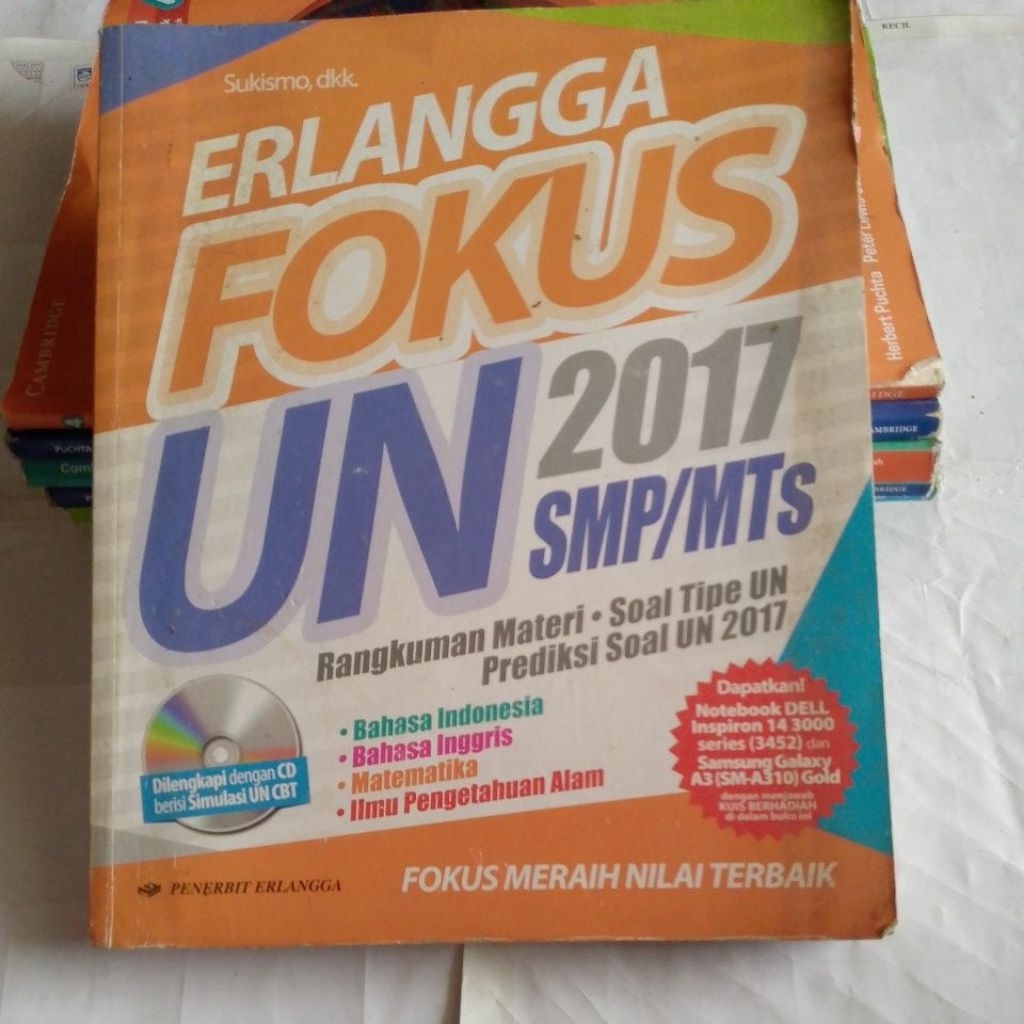 Sukismo, dkk.
ERLANGGA
FOKUS
UN 2017
SMP/MTs
Rangkuman Materi • Soal Tipe UN
Prediksi Soal UN 2017
• Bahasa Indonesia
• Bahasa Inggris
• Matematika
• Ilmu Pengetahuan Alam
Dilengkapi dengan CD
berisi Simulasi UN CBT
Dapatkan!
Notebook DELL
Inspiron 14 3000
series (3452) dan
Samsung Galaxy
A3 (SM-A310) Gold
dengan menjawab
KUIS BERHADIAH
di dalam buku ini
PENERBIT ERLANGGA
FOKUS MERAIH NILAI TERBAIK
CAMBRIDGE
PUCHTA
Herbert Puchta Peter
KECIL